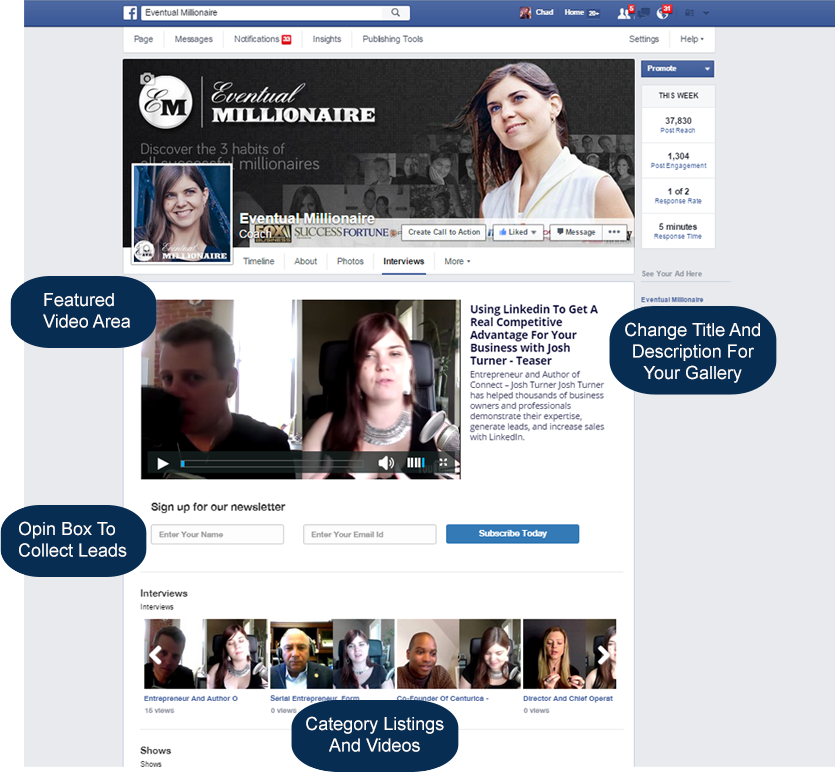 Eventual Millionaire
Chad
Home 20+
5
31
Page
Messages
Notifications 33
Insights
Publishing Tools
Settings
Help
Promote
THIS WEEK
37,830
Post Reach
1,304
Post Engagement
1 of 2
Response Rate
5 minutes
Response Time
See Your Ad Here
Eventual Millionaire
EM
Eventual
MILLIONAIRE
Discover the 3 habits of
all successful millionaires
Eventual
MILLIONAIRE
Eventual Millionaire
Coach
FOX
BUSINESS
SUCCESS
FORTUNE
Create Call to Action
Liked
Message
Timeline
About
Photos
Interviews
More
Featured
Video Area
Using Linkedin To Get A
Real Competitive
Advantage For Your
Business with Josh
Turner - Teaser
Entrepreneur and Author of
Connect – Josh Turner Josh Turner
has helped thousands of business
owners and professionals
demonstrate their expertise,
generate leads, and increase sales
with LinkedIn.
Change Title And
Description For
Your Gallery
Sign up for our newsletter
Enter Your Name
Enter Your Email Id
Subscribe Today
Opin Box To
Collect Leads
Interviews
Interviews
Entrepreneur And Author O
16 views
Serial Entrepreneur, Form
0 views
Co-Founder Of Centurica -
Director And Chief Operat
0 views
Category Listings
And Videos
Shows
Shows